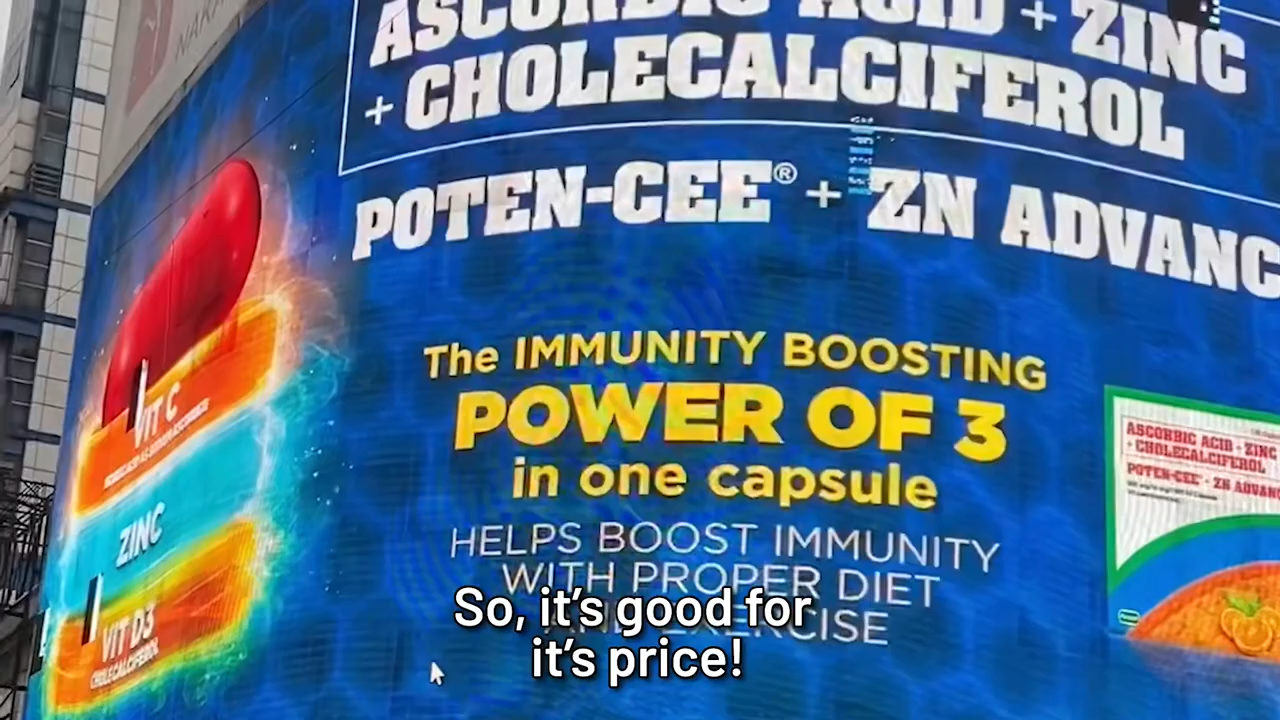 ASCORBIC ACID + ZINC
+ CHOLECALCIFEROL
POTEN-CEE® + ZN ADVANC
The IMMUNITY BOOSTING
POWER OF 3
in one capsule
HELPS BOOST IMMUNITY
WITH PROPER DIET
AND EXERCISE
VIT C
ZINC
VIT D3
CHOLECALCIFEROL
ASCORBIC ACID + ZINC
+ CHOLECALCIFEROL
POTEN-CEE® + ZN ADVAN
So, it's good for
it's price!